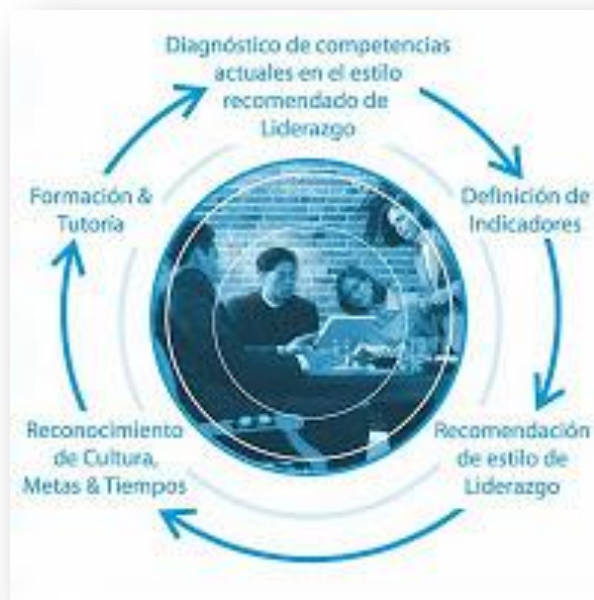 Diagnóstico de competencias
actuales en el estilo
recomendado de
Liderazgo
Definición de
Indicadores
Recomendación
de estilo de
Liderazgo
Reconocimiento
de Cultura,
Metas & Tiempos
Formación &
Tutoría